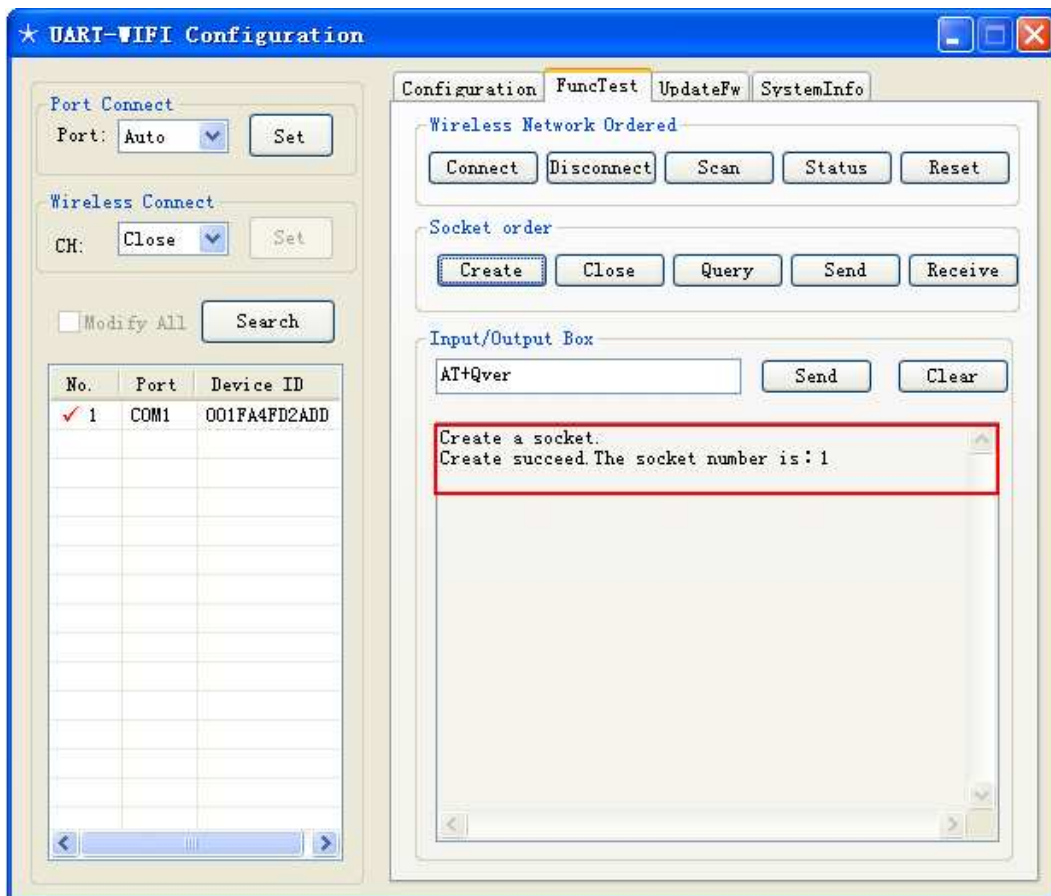 UART-WIFI Configuration
Port Connect
Port: Auto Set
Wireless Connect
CH: Close Set
Modify All Search
No. Port Device ID
1 COM1 001FA4FD2ADD
Configuration FuncTest UpdateFw SystemInfo
Wireless Network Ordered
Connect Disconnect Scan Status Reset
Socket order
Create Close Query Send Receive
Input/Output Box
AT+Qver Send Clear
Create a socket.
Create succeed.The socket number is：1